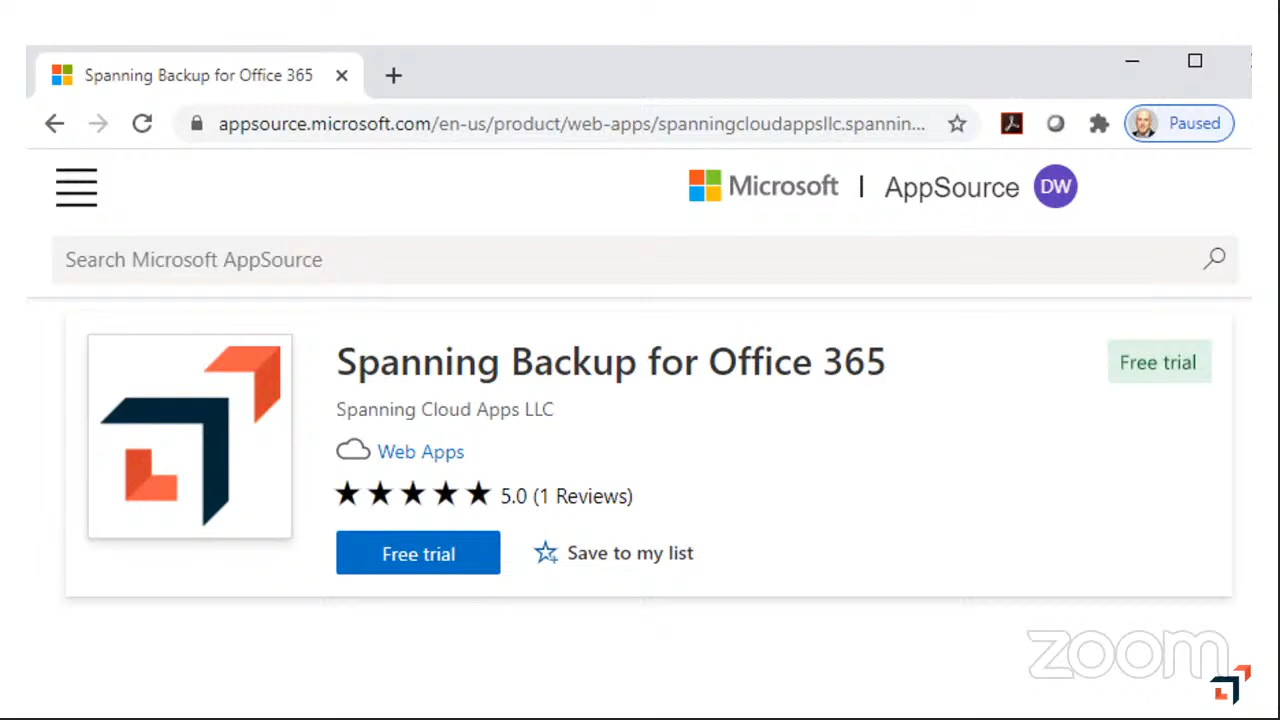 Spanning Backup for Office 365
appsource.microsoft.com/en-us/product/web-apps/spanningcloudappsllc.spannin...
Paused
Microsoft | AppSource
DW
Search Microsoft AppSource
Spanning Backup for Office 365
Free trial
Spanning Cloud Apps LLC
Web Apps
5.0 (1 Reviews)
Free trial
Save to my list
zoom